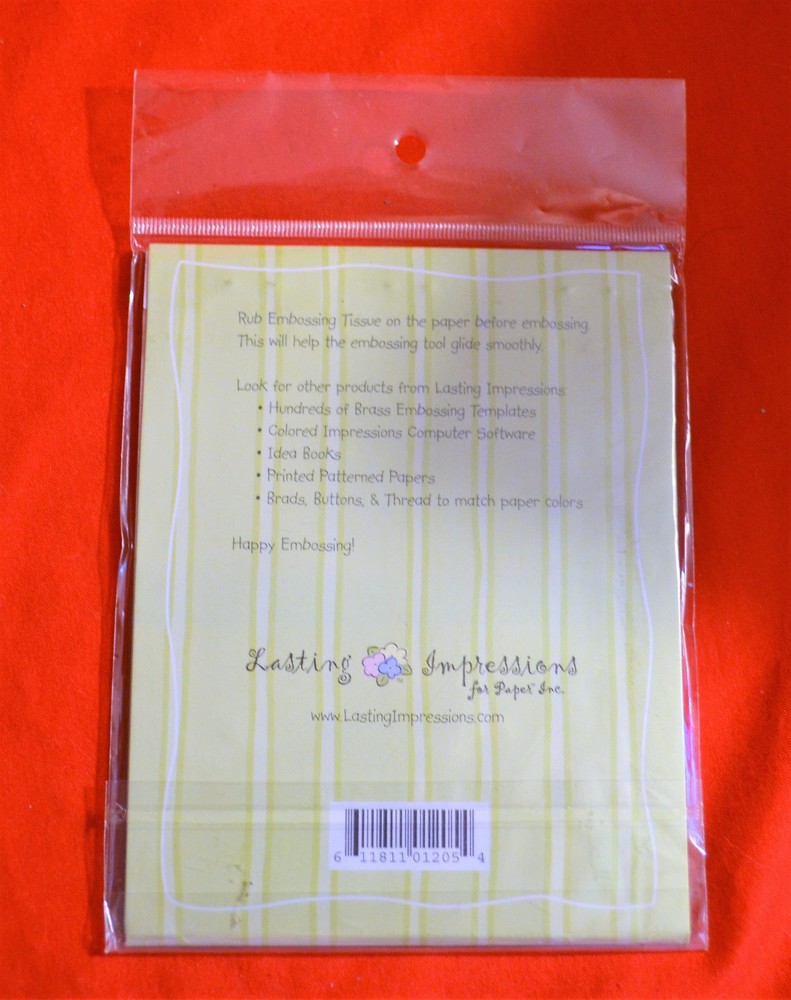 Rub Embossing Tissue on the paper before embossing.
This will help the embossing tool glide smoothly.
Look for other products from Lasting Impressions:
• Hundreds of Brass Embossing Templates
• Colored Impressions Computer Software
• Idea Books
• Printed Patterned Papers
• Brads, Buttons, & Thread to match paper colors
Happy Embossing!
Lasting Impressions
for Paper™ Inc.
www.LastingImpressions.com
6 11811 01205 4